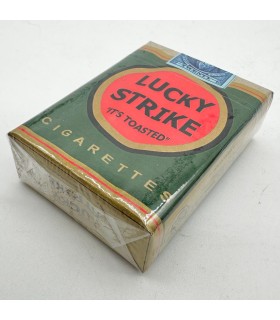 LUCKY
STRIKE
"IT'S TOASTED"
CIGARETTES